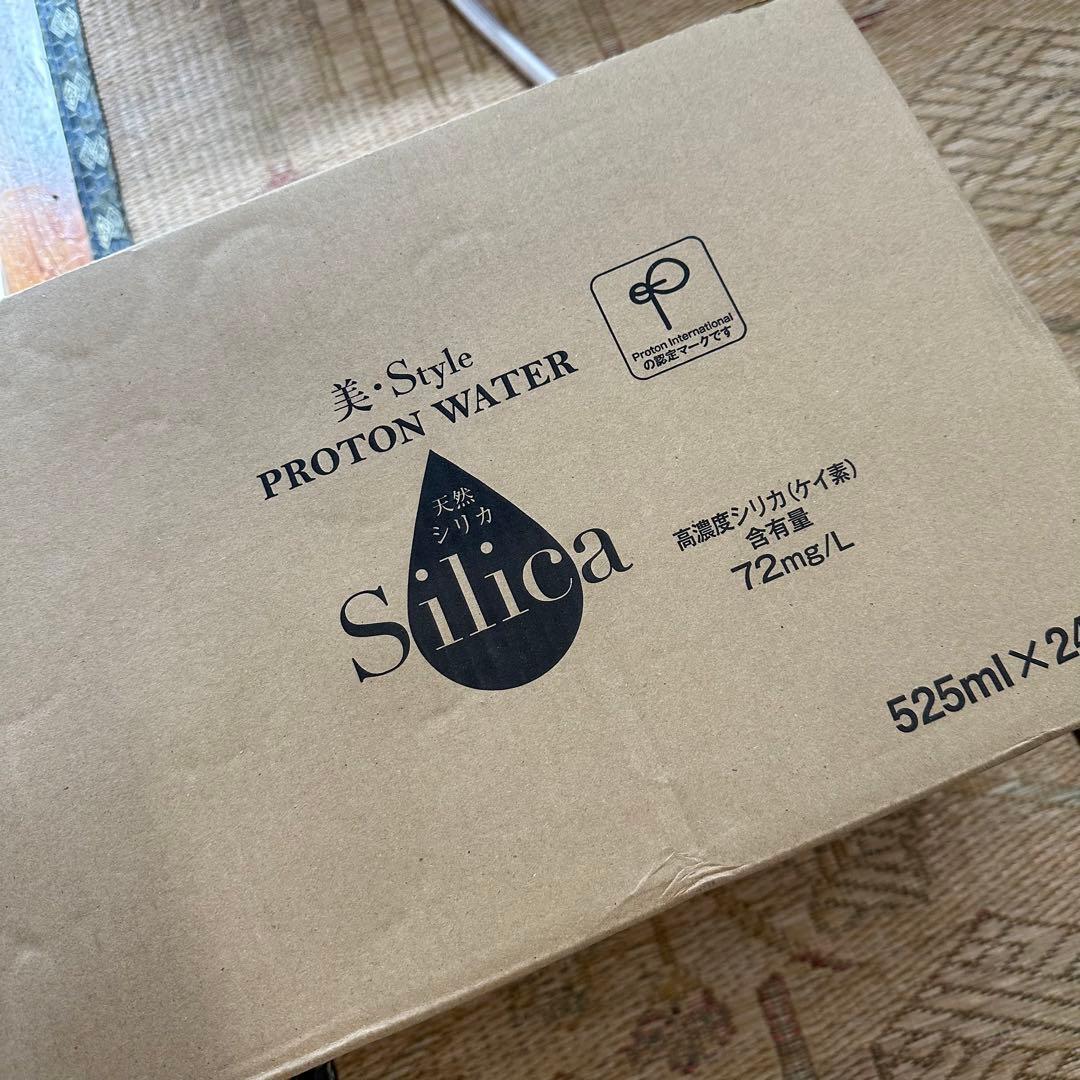 美・Style
PROTON WATER
天然
シリカ
Silica
Proton International
の認定マークです
高濃度シリカ(ケイ素)
含有量
72mg/L
525ml×24